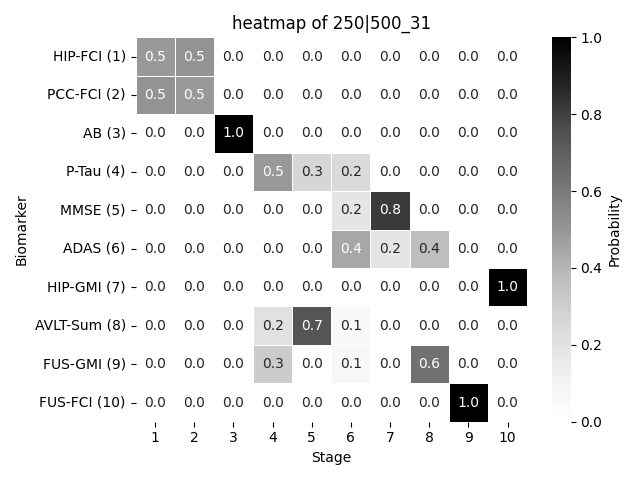 heatmap of 250|500_31
HIP-FCI (1) 0.5 0.5 0.0 0.0 0.0 0.0 0.0 0.0 0.0 0.0
PCC-FCI (2) 0.5 0.5 0.0 0.0 0.0 0.0 0.0 0.0 0.0 0.0
AB (3) 0.0 0.0 1.0 0.0 0.0 0.0 0.0 0.0 0.0 0.0
P-Tau (4) 0.0 0.0 0.0 0.5 0.3 0.2 0.0 0.0 0.0 0.0
MMSE (5) 0.0 0.0 0.0 0.0 0.0 0.2 0.8 0.0 0.0 0.0
ADAS (6) 0.0 0.0 0.0 0.0 0.0 0.4 0.2 0.4 0.0 0.0
HIP-GMI (7) 0.0 0.0 0.0 0.0 0.0 0.0 0.0 0.0 0.0 1.0
AVLT-Sum (8) 0.0 0.0 0.0 0.2 0.7 0.1 0.0 0.0 0.0 0.0
FUS-GMI (9) 0.0 0.0 0.0 0.3 0.0 0.1 0.0 0.6 0.0 0.0
FUS-FCI (10) 0.0 0.0 0.0 0.0 0.0 0.0 0.0 0.0 1.0 0.0
1 2 3 4 5 6 7 8 9 10
Stage
Biomarker
1.0
0.8
0.6
0.4
0.2
0.0
Probability